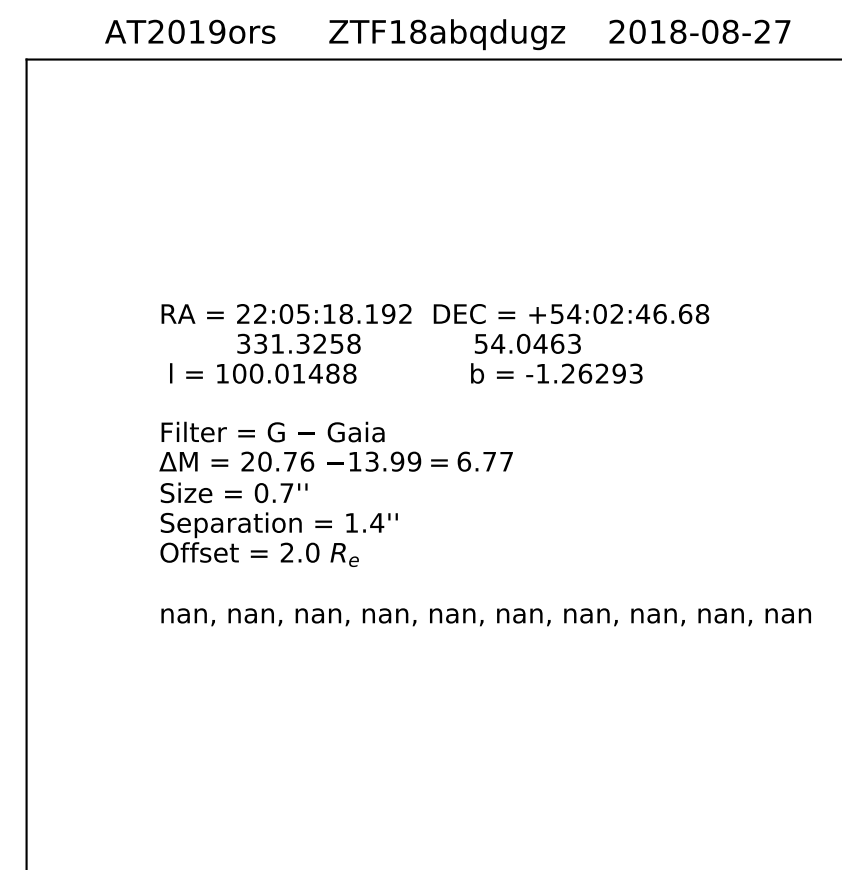 AT2019ors ZTF18abqdugz 2018-08-27
RA = 22:05:18.192 DEC = +54:02:46.68
331.3258 54.0463
l = 100.01488 b = -1.26293
Filter = G − Gaia
ΔM = 20.76 −13.99 = 6.77
Size = 0.7''
Separation = 1.4''
Offset = 2.0 Rₑ
nan, nan, nan, nan, nan, nan, nan, nan, nan, nan